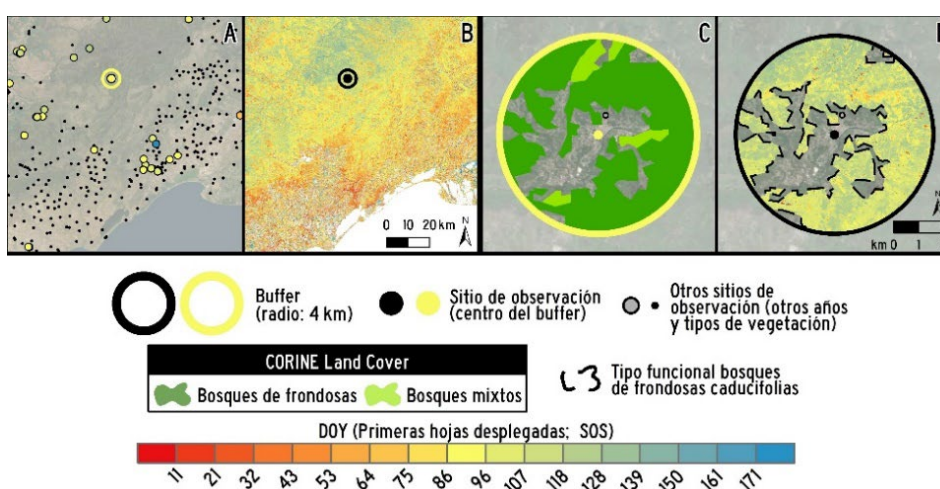 A
B
C
0 10 20 km
N
N
km 0 1
Buffer
(radio: 4 km)
Sitio de observación
(centro del buffer)
Otros sitios de
observación (otros años
y tipos de vegetación)
CORINE Land Cover
Bosques de frondosas
Bosques mixtos
Tipo funcional bosques
de frondosas caducifolias
DOY (Primeras hojas desplegadas; SOS)
11 21 32 43 53 64 75 86 96 107 118 128 139 150 161 171